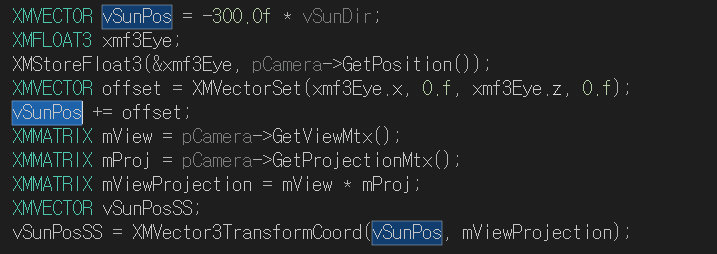 XMVECTOR vSunPos = -300.0f * vSunDir;
XMFLOAT3 xmf3Eye;
XMStoreFloat3(&xmf3Eye, pCamera->GetPosition());
XMVECTOR offset = XMVectorSet(xmf3Eye.x, 0.f, xmf3Eye.z, 0.f);
vSunPos += offset;
XMMATRIX mView = pCamera->GetViewMtx();
XMMATRIX mProj = pCamera->GetProjectionMtx();
XMMATRIX mViewProjection = mView * mProj;
XMVECTOR vSunPosSS;
vSunPosSS = XMVector3TransformCoord(vSunPos, mViewProjection);